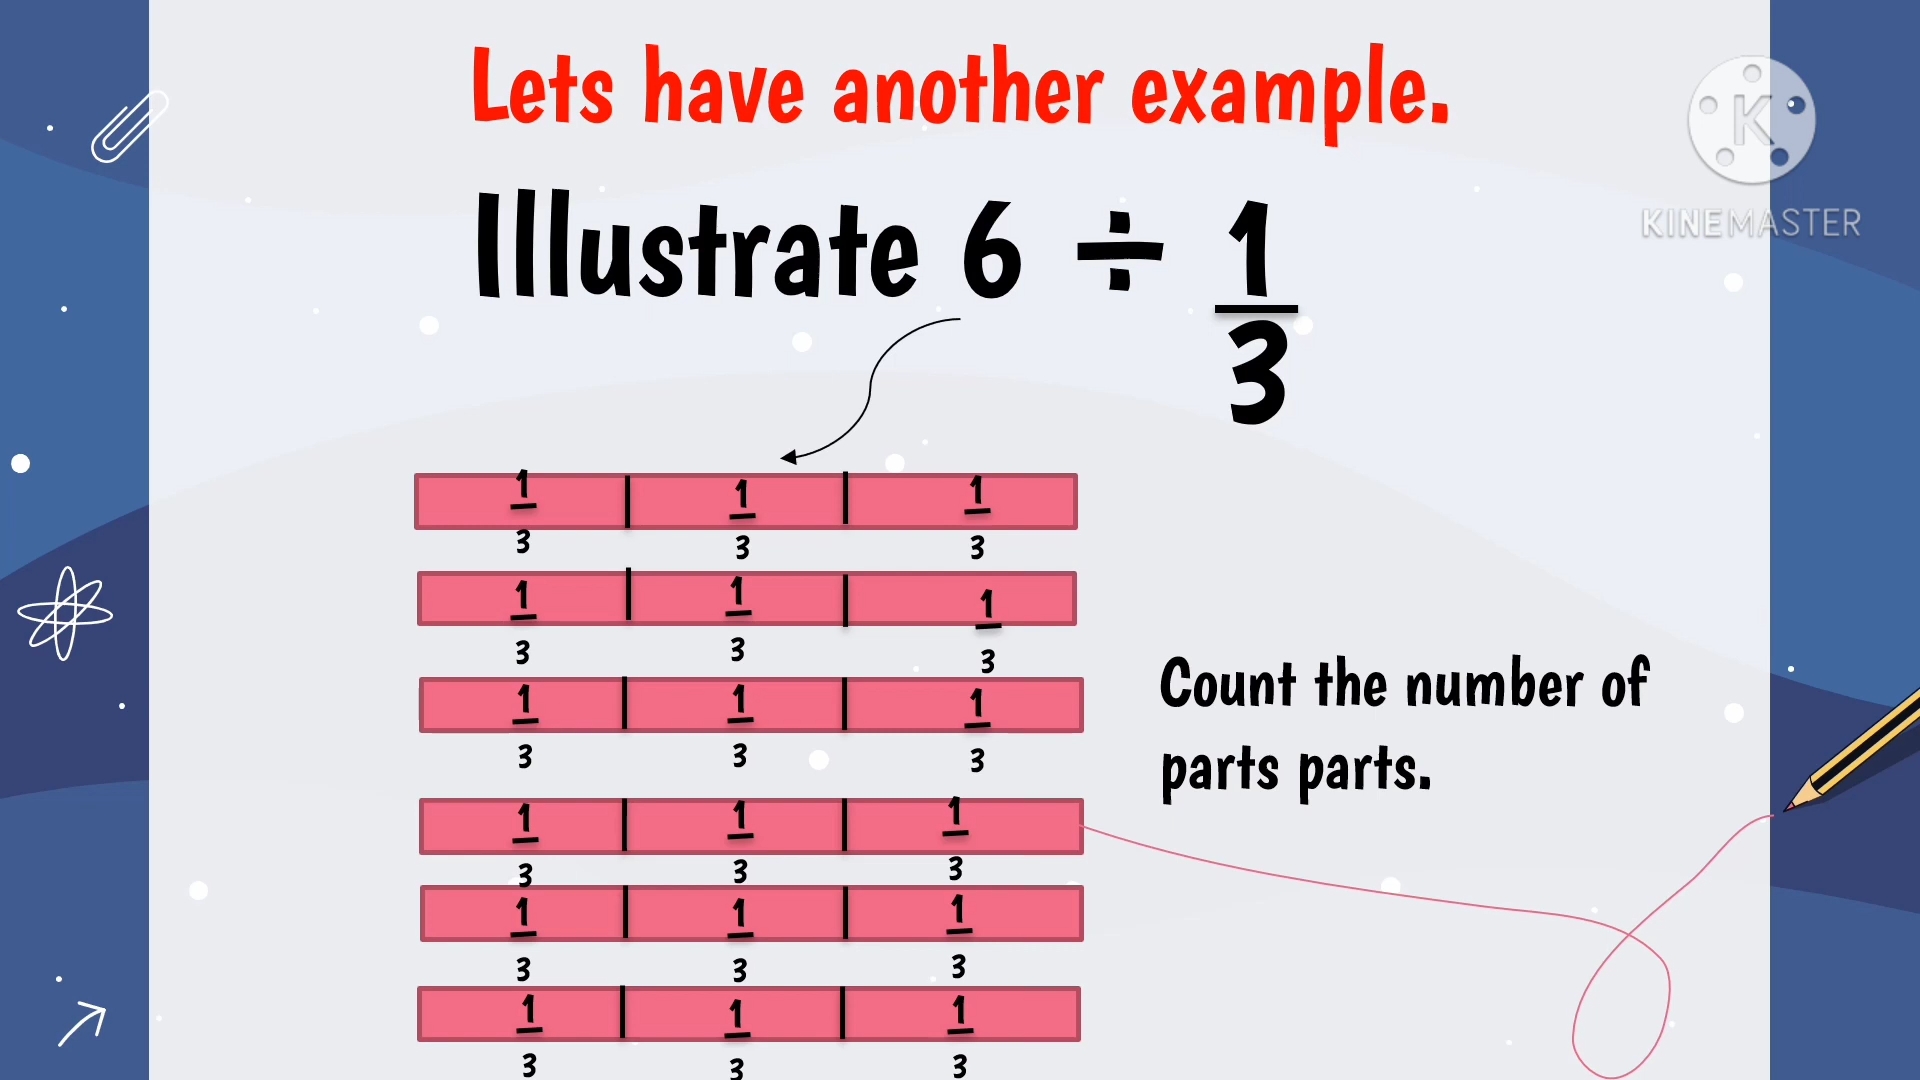 Lets have another example.
K
KINEMASTER
Illustrate 6 ÷ 1
3
1 1 1
3 3 3
1 1 1
3 3 3
1 1 1
3 3 3
Count the number of
parts parts.
1 1 1
3 3 3
1 1 1
3 3 3
1 1 1
3 3 3